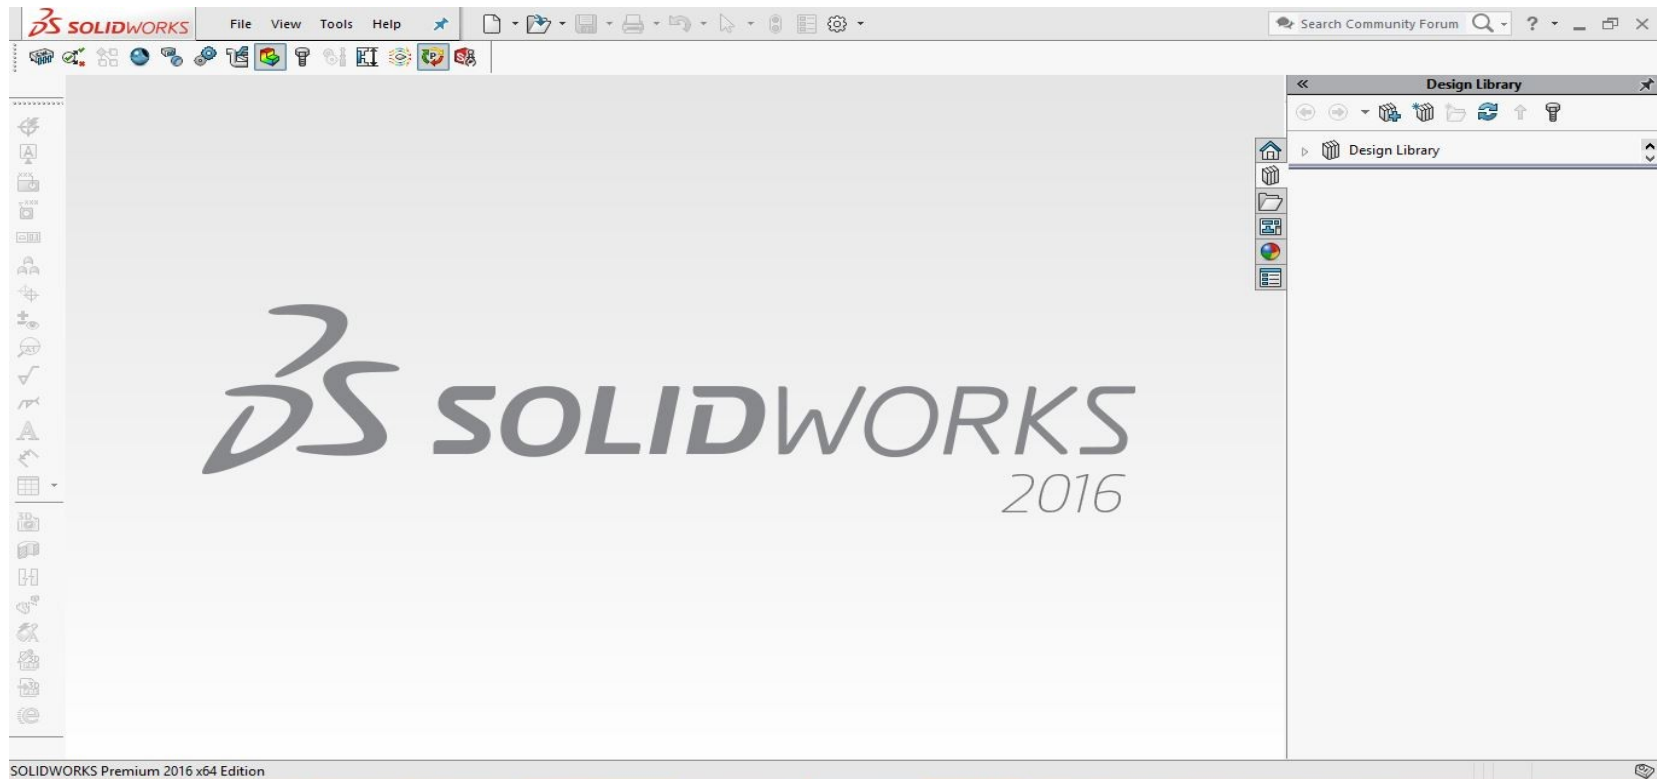 SOLIDWORKS File View Tools Help Search Community Forum ?
Design Library
Design Library
SOLIDWORKS
2016
SOLIDWORKS Premium 2016 x64 Edition